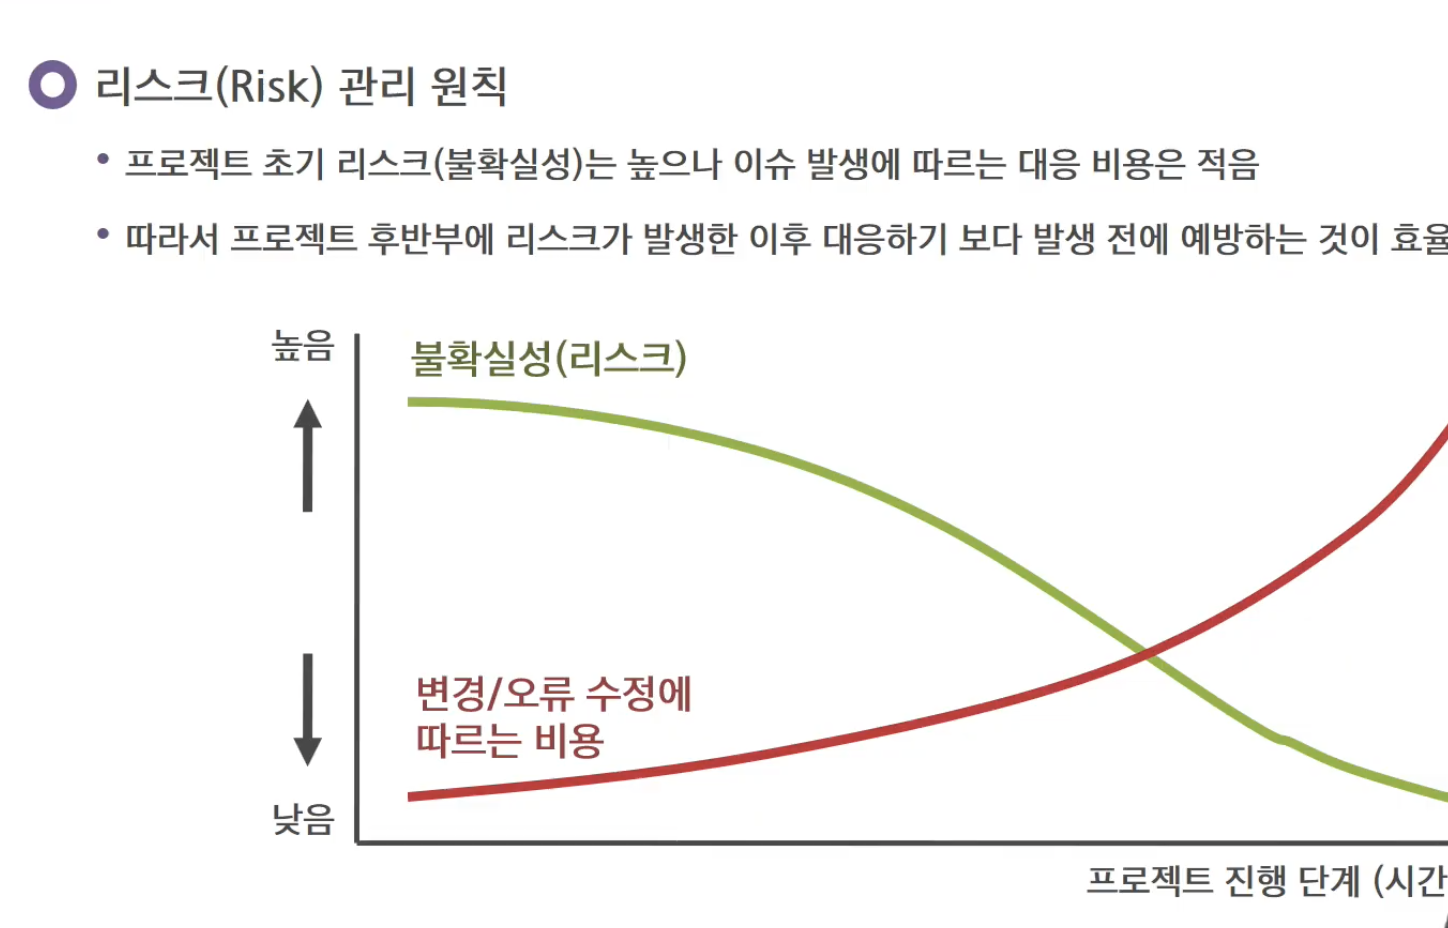 리스크(Risk) 관리 원칙
• 프로젝트 초기 리스크(불확실성)는 높으나 이슈 발생에 따르는 대응 비용은 적음
• 따라서 프로젝트 후반부에 리스크가 발생한 이후 대응하기 보다 발생 전에 예방하는 것이 효율
높음
불확실성(리스크)
변경/오류 수정에
따르는 비용
낮음
프로젝트 진행 단계 (시간